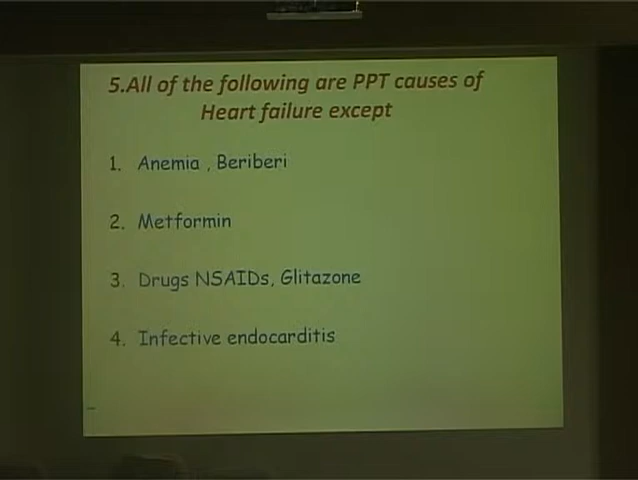 5.All of the following are PPT causes of
Heart failure except
1. Anemia , Beriberi
2. Metformin
3. Drugs NSAIDs, Glitazone
4. Infective endocarditis